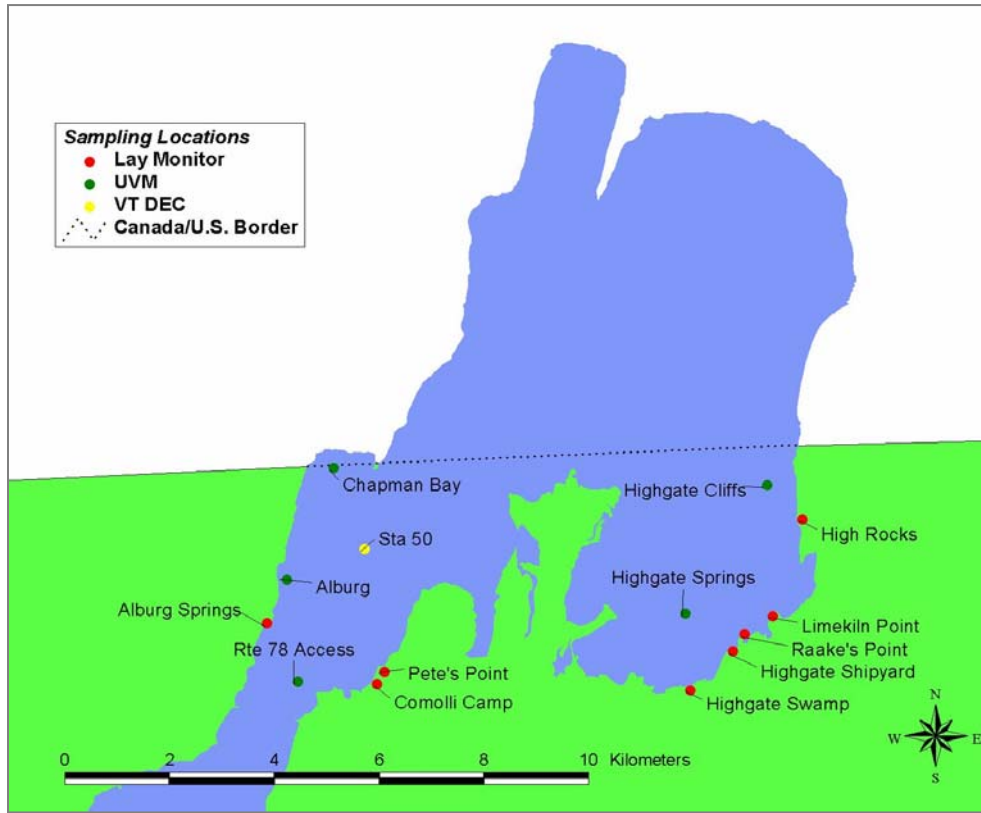 Sampling Locations
Lay Monitor
UVM
VT DEC
Canada/U.S. Border
Chapman Bay
Highgate Cliffs
High Rocks
Sta 50
Alburg
Highgate Springs
Alburg Springs
Limekiln Point
Raake's Point
Rte 78 Access
Highgate Shipyard
Pete's Point
Comolli Camp
Highgate Swamp
N
W E
S
0 2 4 6 8 10 Kilometers